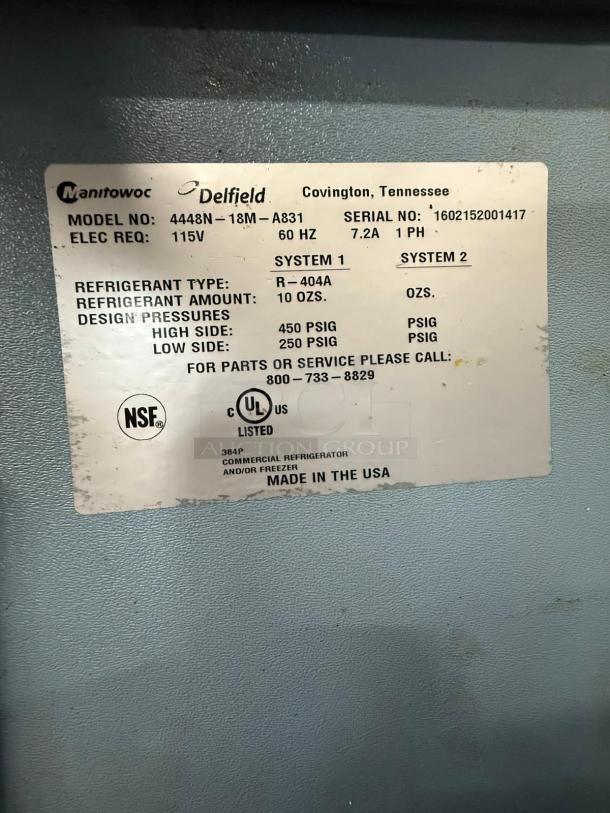 Manitowoc Delfield Covington, Tennessee
MODEL NO: 4448N-18M-A831 SERIAL NO: 1602152001417
ELEC REQ: 115V 60 HZ 7.2A 1 PH
SYSTEM 1 SYSTEM 2
REFRIGERANT TYPE: R-404A
REFRIGERANT AMOUNT: 10 OZS. OZS.
DESIGN PRESSURES
HIGH SIDE: 450 PSIG PSIG
LOW SIDE: 250 PSIG PSIG
FOR PARTS OR SERVICE PLEASE CALL:
800-733-8829
NSF®
C UL US
LISTED
384P
COMMERCIAL REFRIGERATOR
AND/OR FREEZER
MADE IN THE USA
AUCTION GROUP